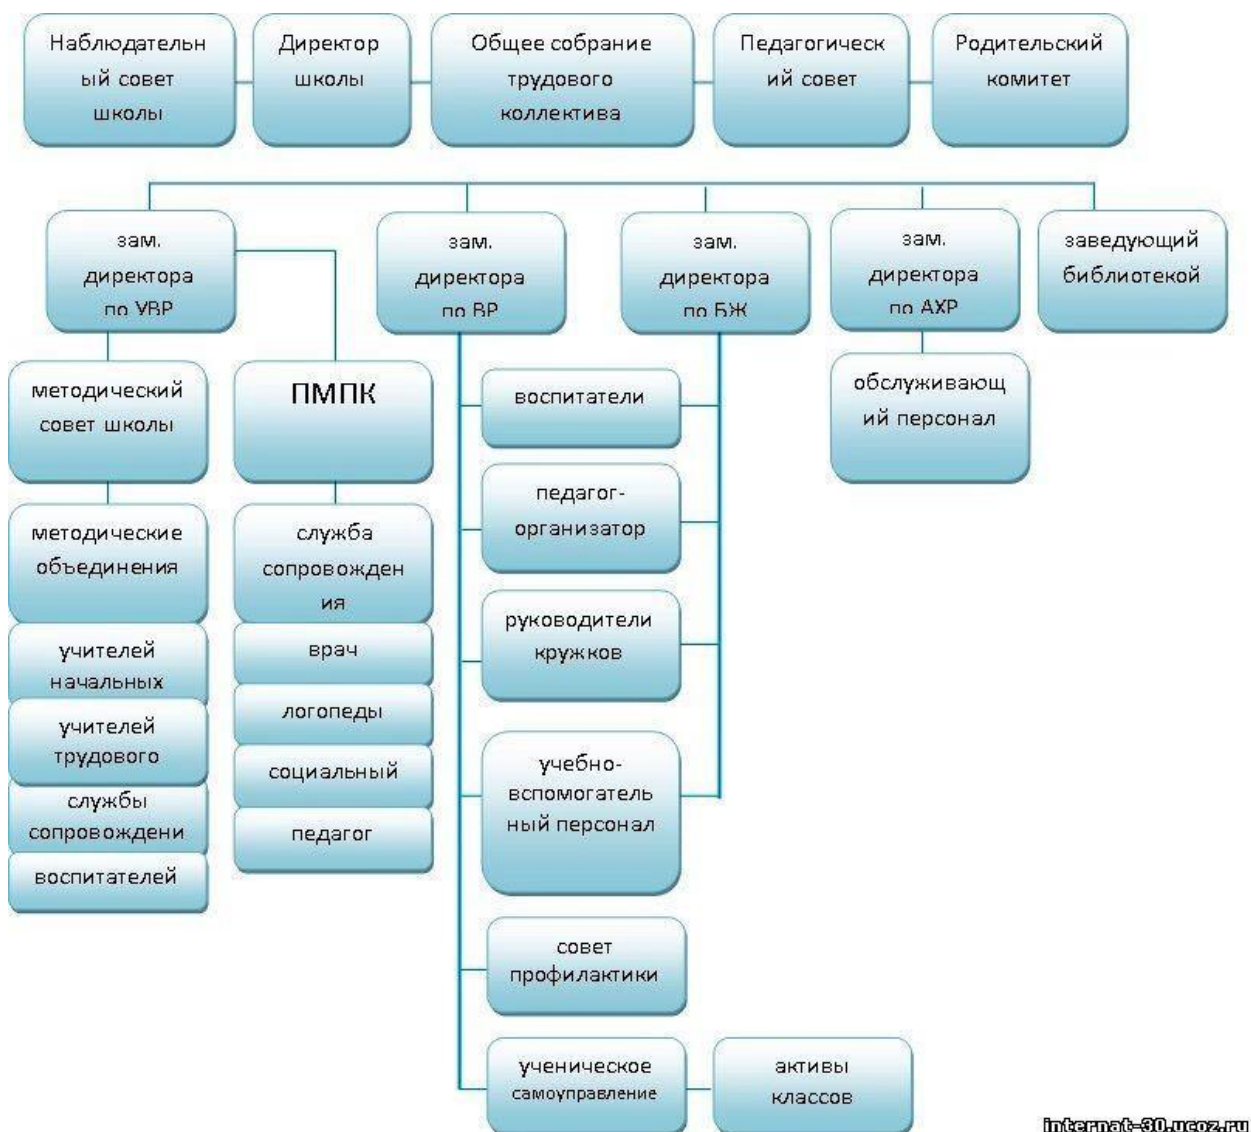 Наблюдательн
ый совет
школы
Директор
школы
Общее собрание
трудового
коллектива
Педагогическ
ий совет
Родительский
комитет
зам.
директора
по УВР
зам.
директора
по ВР
зам.
директора
по БЖ
зам.
директора
по АХР
заведующий
библиотекой
методический
совет школы
ПМПК
воспитатели
обслуживающ
ий персонал
методические
объединения
служба
сопровожден
ия
педагог-
организатор
руководители
кружков
учителей
начальных
учителей
трудового
службы
сопровождени
воспитателей
врач
логопеды
социальный
педагог
учебно-
вспомогатель
ный персонал
совет
профилактики
ученическое
самоуправление
активы
классов
internat-30.ucoz.ru